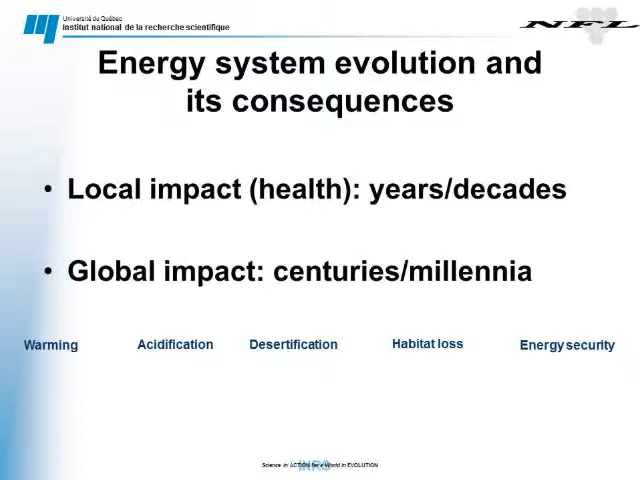 Université du Québec
Institut national de la recherche scientifique
NFL
Energy system evolution and
its consequences
• Local impact (health): years/decades
• Global impact: centuries/millennia
Warming Acidification Desertification Habitat loss Energy security
Science in ACTION for a World in EVOLUTION
INRS